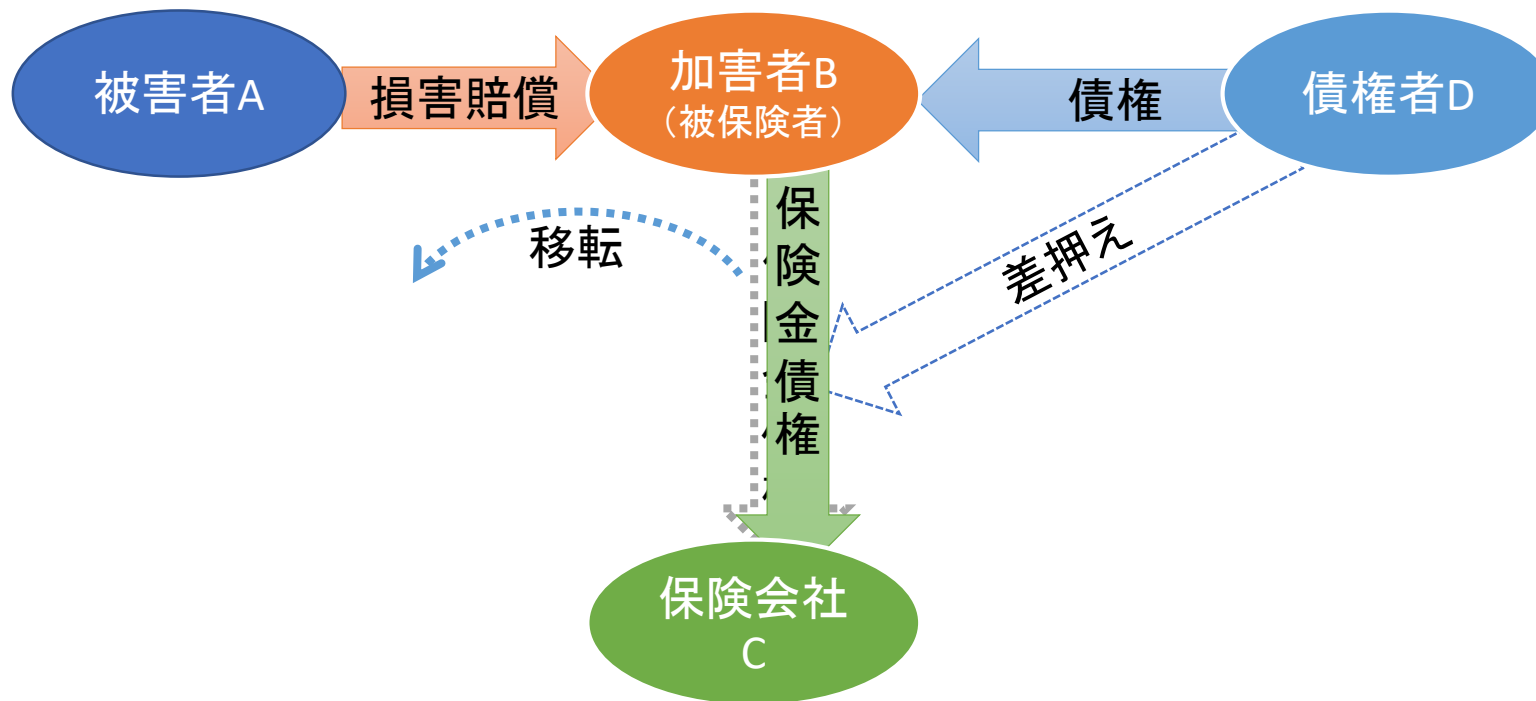 被害者A
損害賠償
加害者B
（被保険者）
債権
債権者D
移転
保険金債権
差押え
保険会社
C